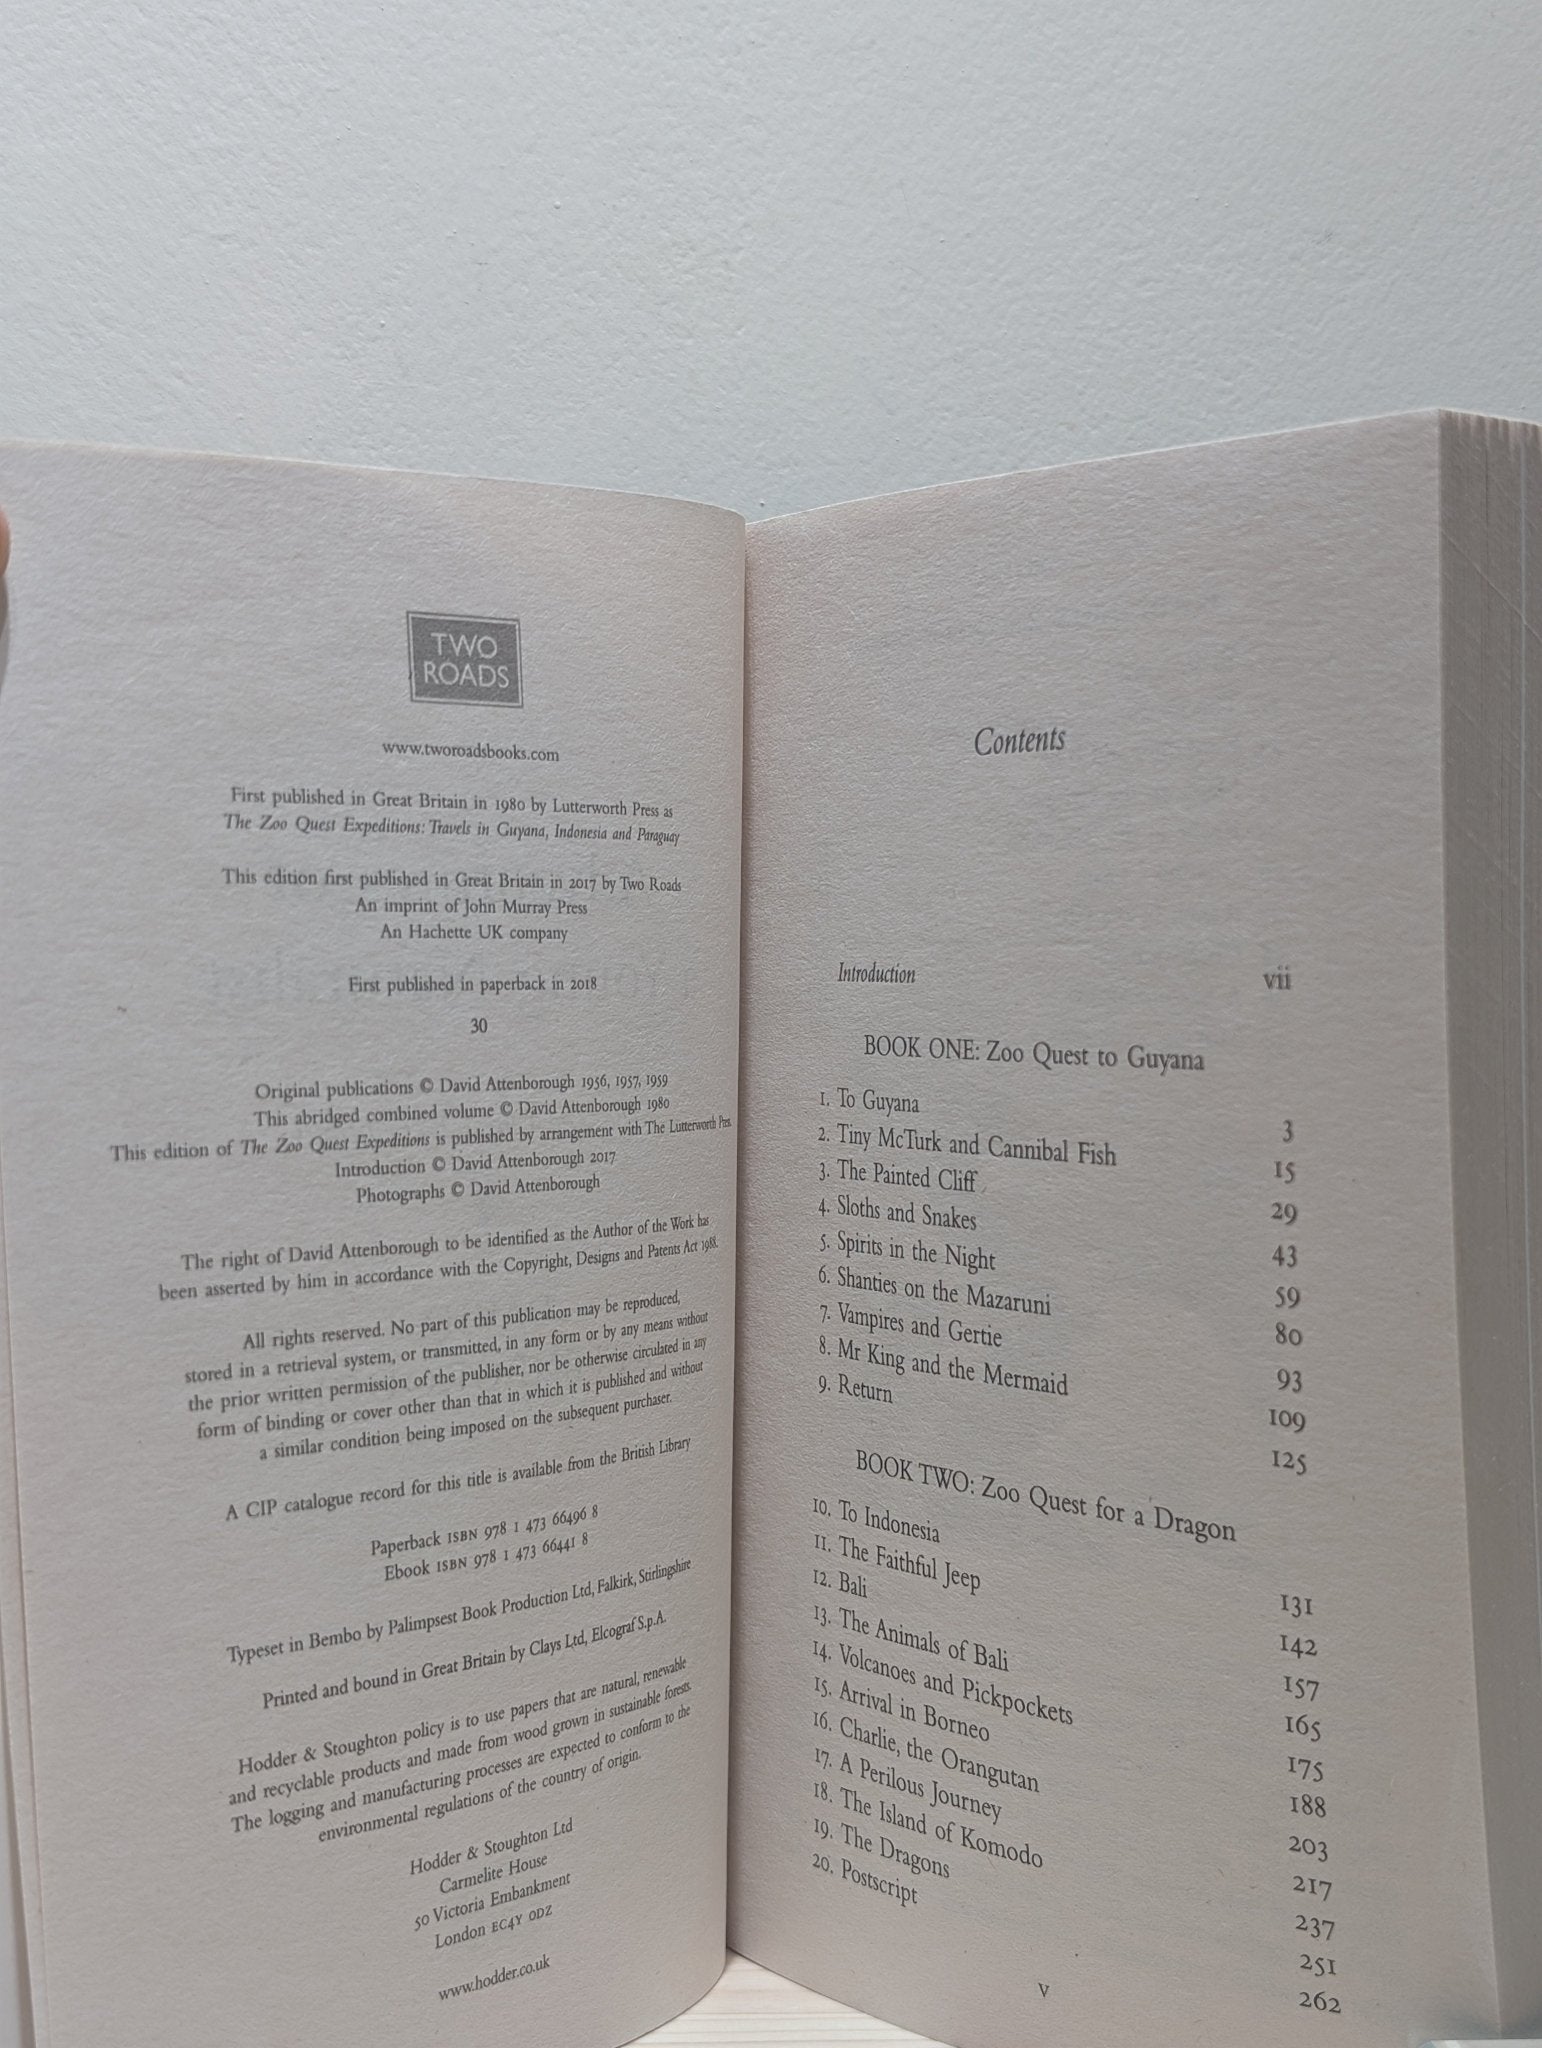 TWO
ROADS
www.tworoadsbooks.com
First published in Great Britain in 1980 by Lutterworth Press as
The Zoo Quest Expeditions: Travels in Guyana, Indonesia and Paraguay
This edition first published in Great Britain in 2017 by Two Roads
An imprint of John Murray Press
An Hachette UK company
First published in paperback in 2018
30
Original publications © David Attenborough 1956, 1957, 1959
This abridged combined volume © David Attenborough 1980
This edition of The Zoo Quest Expeditions is published by arrangement with The Lutterworth Press.
Introduction © David Attenborough 2017
Photographs © David Attenborough
The right of David Attenborough to be identified as the Author of the Work has
been asserted by him in accordance with the Copyright, Designs and Patents Act 1988.
All rights reserved. No part of this publication may be reproduced,
stored in a retrieval system, or transmitted, in any form or by any means without
the prior written permission of the publisher, nor be otherwise circulated in any
form of binding or cover other than that in which it is published and without
a similar condition being imposed on the subsequent purchaser.
A CIP catalogue record for this title is available from the British Library
Paperback ISBN 978 1 473 66496 8
Ebook ISBN 978 1 473 66441 8
Typeset in Bembo by Palimpsest Book Production Ltd, Falkirk, Stirlingshire
Printed and bound in Great Britain by Clays Ltd, Elcograf S.p.A.
Hodder & Stoughton policy is to use papers that are natural, renewable
and recyclable products and made from wood grown in sustainable forests.
The logging and manufacturing processes are expected to conform to the
environmental regulations of the country of origin.
Hodder & Stoughton Ltd
Carmelite House
50 Victoria Embankment
London EC4Y 0DZ
www.hodder.co.uk
Contents
Introduction vii
BOOK ONE: Zoo Quest to Guyana
1. To Guyana 3
2. Tiny McTurk and Cannibal Fish 15
3. The Painted Cliff 29
4. Sloths and Snakes 43
5. Spirits in the Night 59
6. Shanties on the Mazaruni 80
7. Vampires and Gertie 93
8. Mr King and the Mermaid 109
9. Return 125
BOOK TWO: Zoo Quest for a Dragon
10. To Indonesia 131
11. The Faithful Jeep 142
12. Bali 157
13. The Animals of Bali 165
14. Volcanoes and Pickpockets 175
15. Arrival in Borneo 188
16. Charlie, the Orangutan 203
17. A Perilous Journey 217
18. The Island of Komodo 237
19. The Dragons 251
20. Postscript 262
v